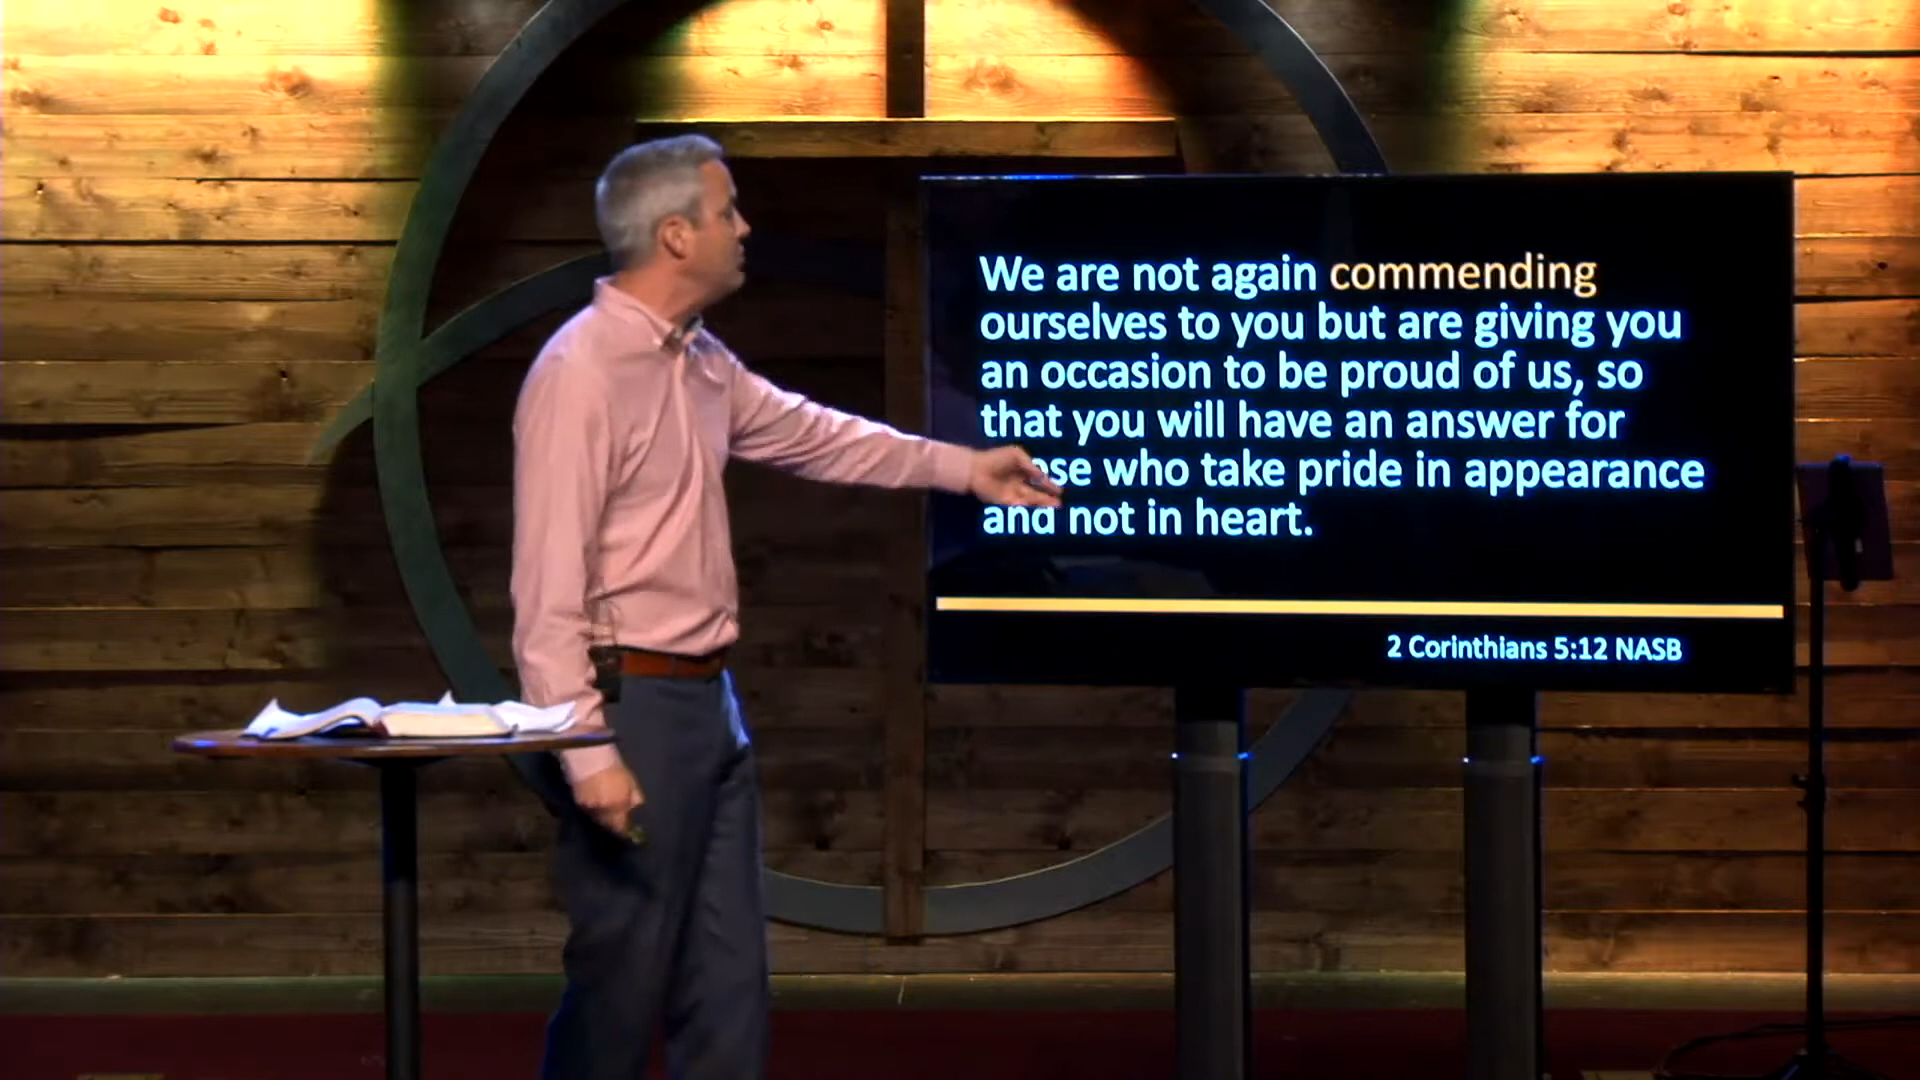 We are not again commending
ourselves to you but are giving you
an occasion to be proud of us, so
that you will have an answer for
who take pride in appearance
and not in heart.
2 Corinthians 5:12 NASB